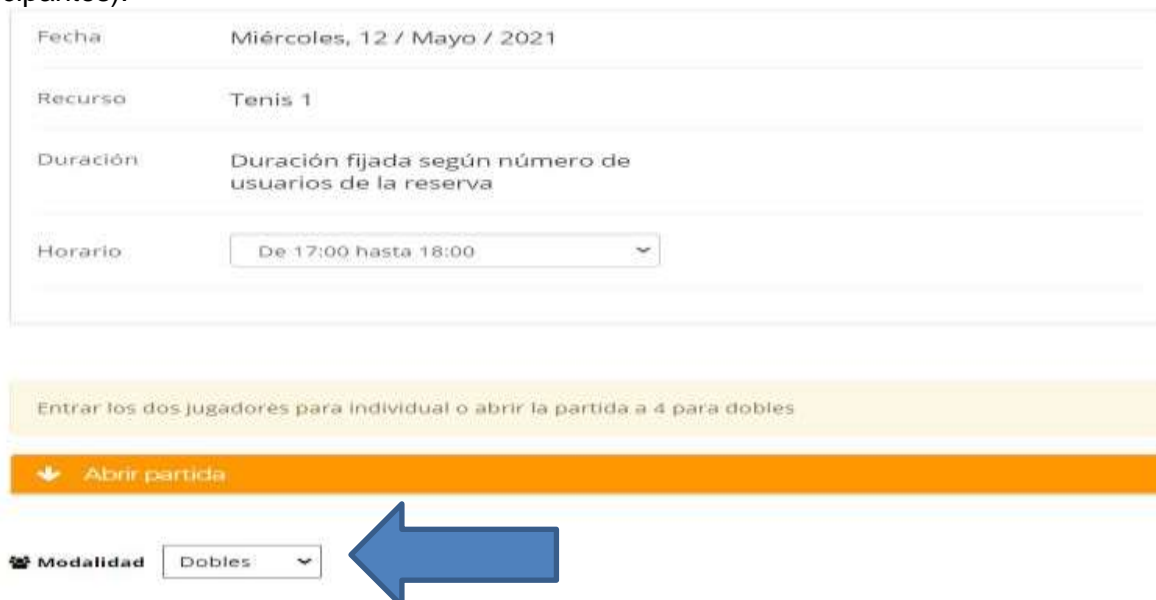 Fecha Miércoles, 12 / Mayo / 2021
Recurso Tenis 1
Duración Duración fijada según número de
usuarios de la reserva
Horario De 17:00 hasta 18:00
Entrar los dos jugadores para individual o abrir la partida a 4 para dobles
Abrir partida
Modalidad Dobles